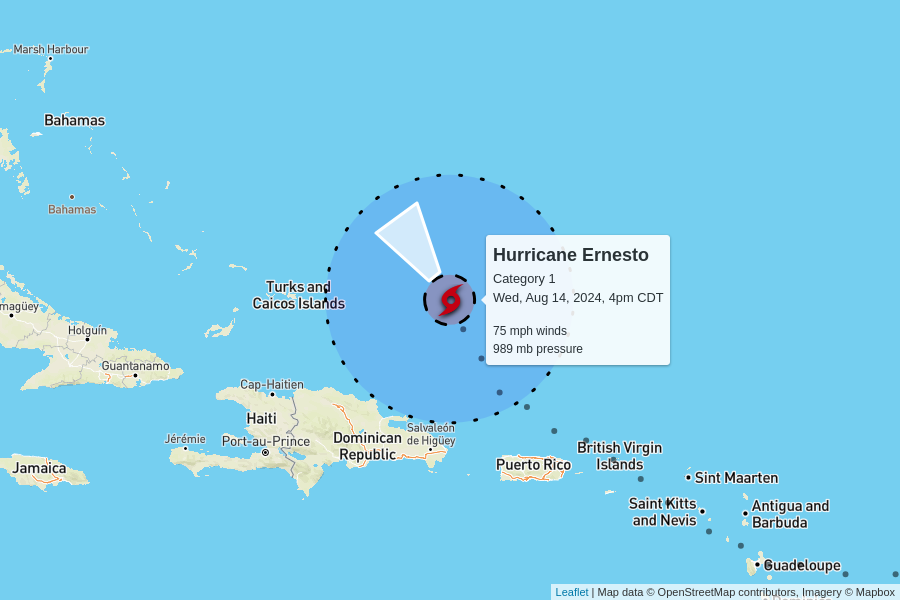 Marsh Harbour
Bahamas
Bahamas
Hurricane Ernesto
Category 1
Wed, Aug 14, 2024, 4pm CDT
75 mph winds
989 mb pressure
Turks and
Caicos Islands
magüey
Holguín
Guantanamo
Cap-Haitien
Haiti
Jérémie
Port-au-Prince
Dominican
Republic
Salvaleón
de Higüey
Jamaica
Puerto Rico
British Virgin
Islands
Sint Maarten
Saint Kitts
and Nevis
Antigua and
Barbuda
Guadeloupe
Leaflet | Map data © OpenStreetMap contributors, Imagery © Mapbox